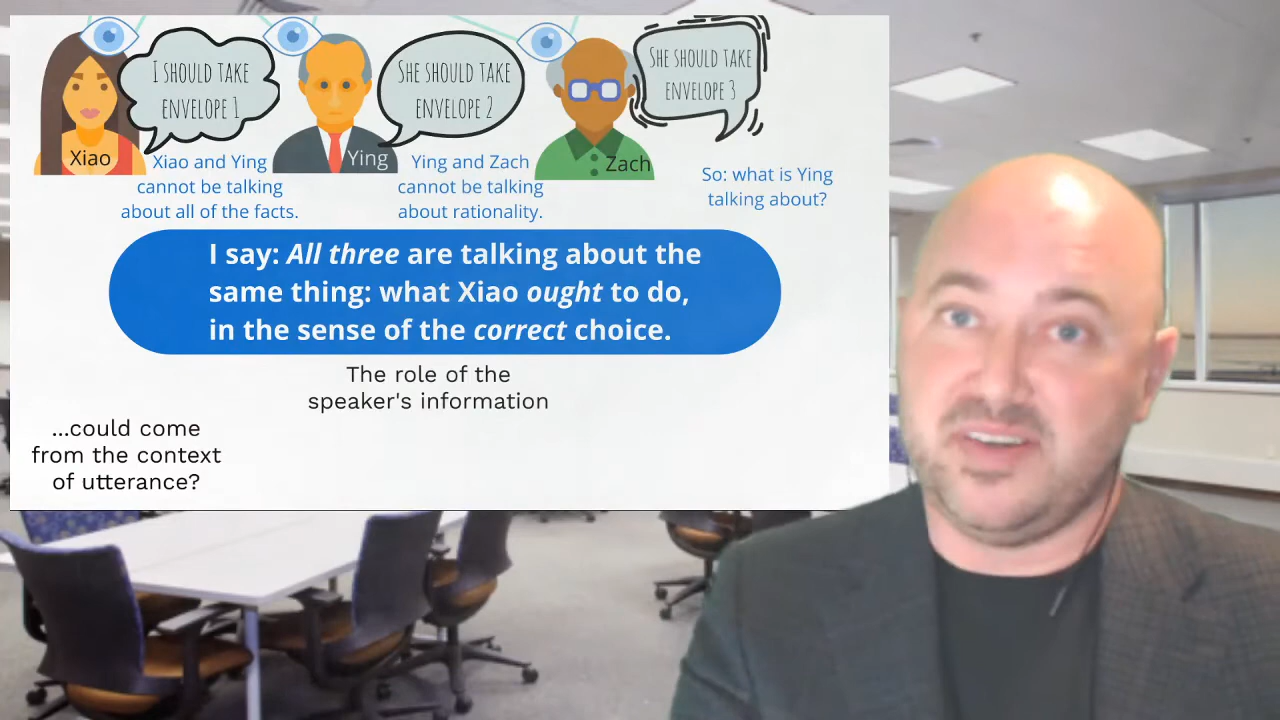 I SHOULD TAKE
ENVELOPE 1
SHE SHOULD TAKE
ENVELOPE 2
SHE SHOULD TAKE
ENVELOPE 3
Xiao
Ying
Zach
Xiao and Ying
cannot be talking
about all of the facts.
Ying and Zach
cannot be talking
about rationality.
So: what is Ying
talking about?
I say: All three are talking about the
same thing: what Xiao ought to do,
in the sense of the correct choice.
The role of the
speaker's information
...could come
from the context
of utterance?